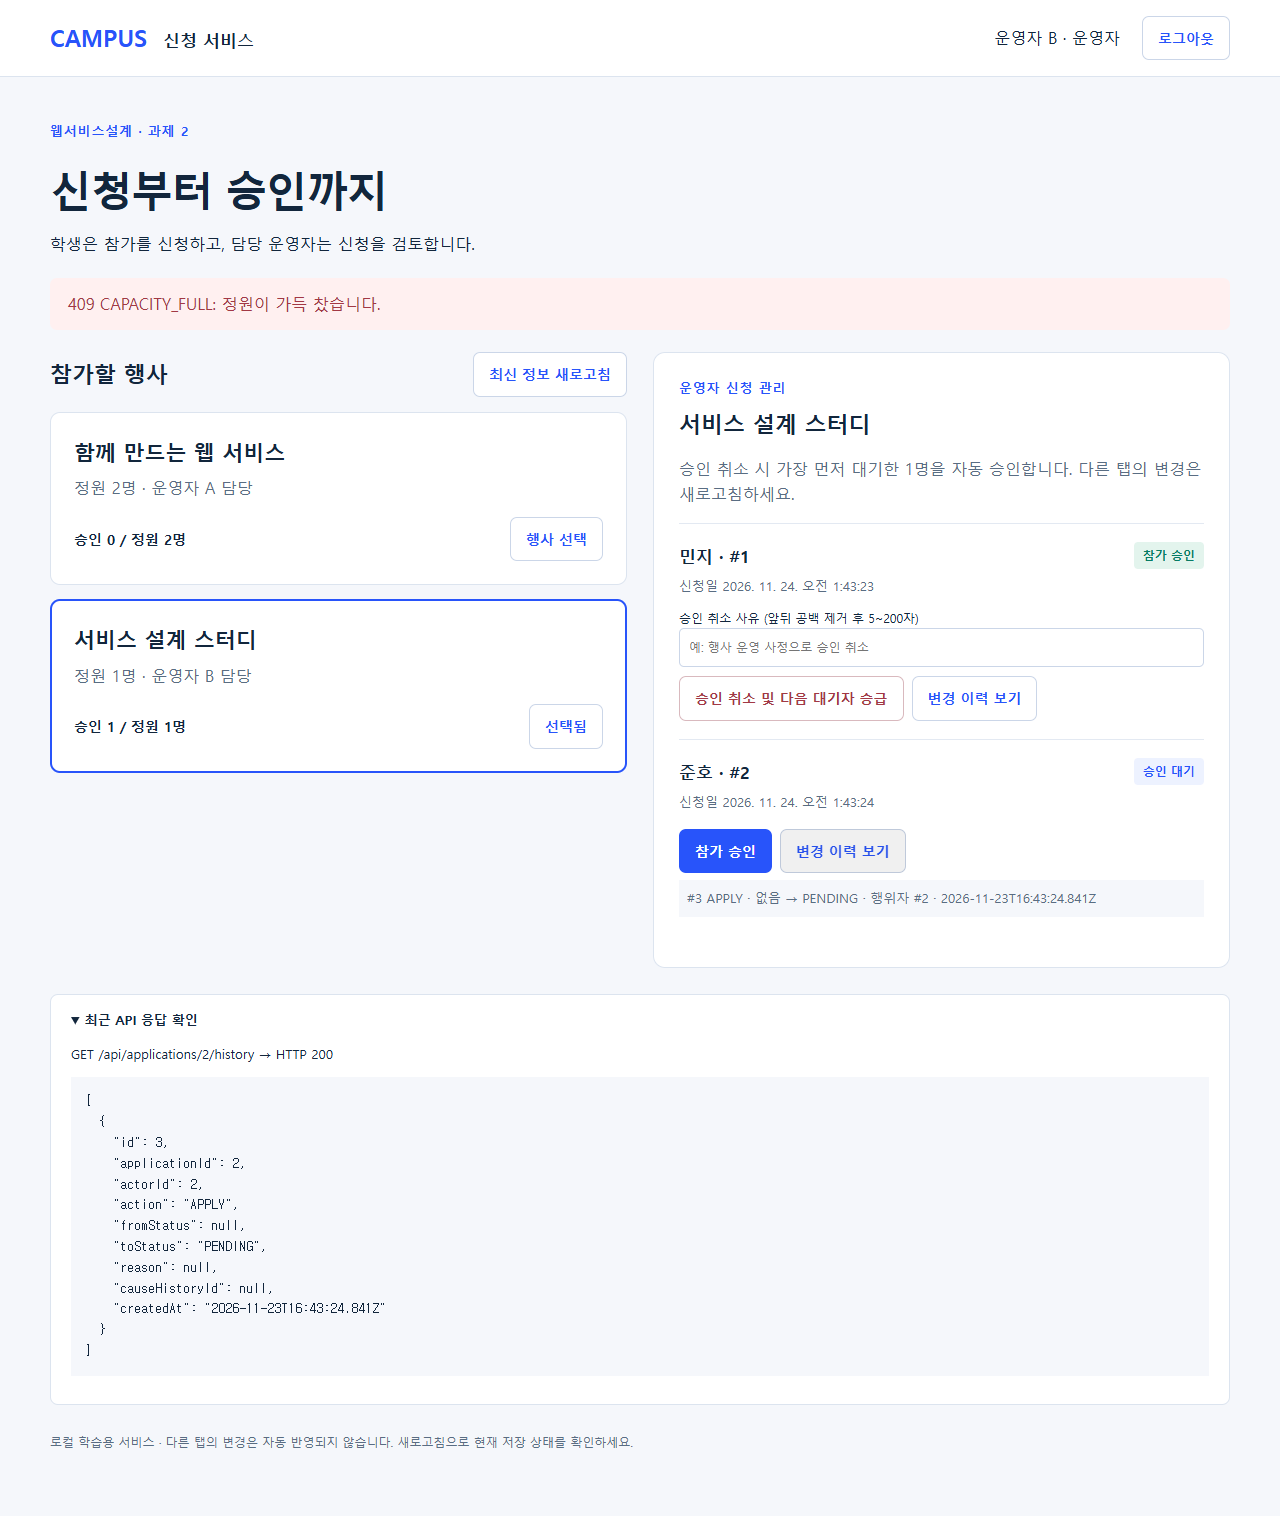 CAMPUS 신청 서비스
운영자 B · 운영자
로그아웃
웹서비스설계 · 과제 2
신청부터 승인까지
학생은 참가를 신청하고, 담당 운영자는 신청을 검토합니다.
409 CAPACITY_FULL: 정원이 가득 찼습니다.
참가할 행사
최신 정보 새로고침
함께 만드는 웹 서비스
정원 2명 · 운영자 A 담당
승인 0 / 정원 2명
행사 선택
서비스 설계 스터디
정원 1명 · 운영자 B 담당
승인 1 / 정원 1명
선택됨
운영자 신청 관리
서비스 설계 스터디
승인 취소 시 가장 먼저 대기한 1명을 자동 승인합니다. 다른 탭의 변경은
새로고침하세요.
민지 · #1
참가 승인
신청일 2026. 11. 24. 오전 1:43:23
승인 취소 사유 (앞뒤 공백 제거 후 5~200자)
예: 행사 운영 사정으로 승인 취소
승인 취소 및 다음 대기자 승급
변경 이력 보기
준호 · #2
승인 대기
신청일 2026. 11. 24. 오전 1:43:24
참가 승인
변경 이력 보기
#3 APPLY · 없음 → PENDING · 행위자 #2 · 2026-11-23T16:43:24.841Z
▼ 최근 API 응답 확인
GET /api/applications/2/history → HTTP 200
[
  {
    "id": 3,
    "applicationId": 2,
    "actorId": 2,
    "action": "APPLY",
    "fromStatus": null,
    "toStatus": "PENDING",
    "reason": null,
    "causeHistoryId": null,
    "createdAt": "2026-11-23T16:43:24.841Z"
  }
]
로컬 학습용 서비스 · 다른 탭의 변경은 자동 반영되지 않습니다. 새로고침으로 현재 저장 상태를 확인하세요.